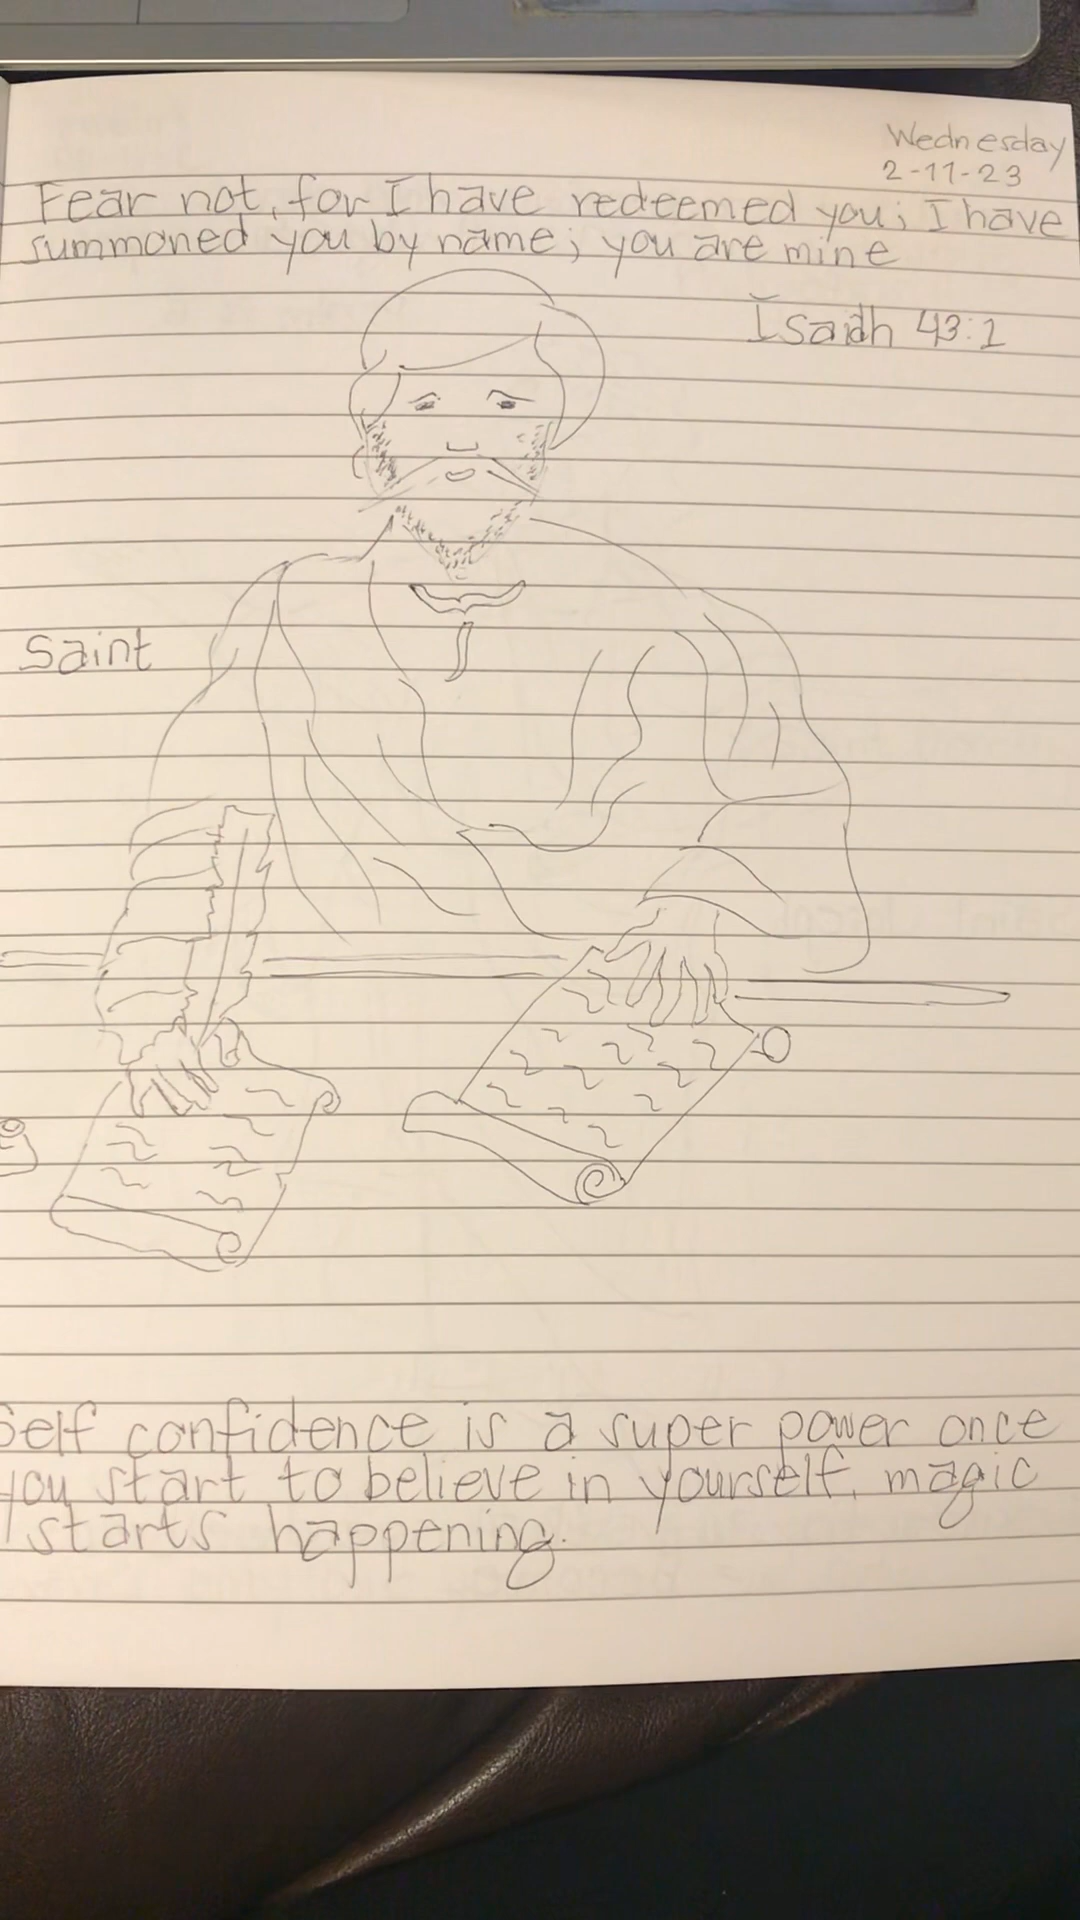 Wednesday
2-11-23
Fear not, for I have redeemed you; I have
summoned you by name; you are mine
Isaiah 43:1
Saint
Self confidence is a super power once
you start to believe in yourself. magic
starts happening.